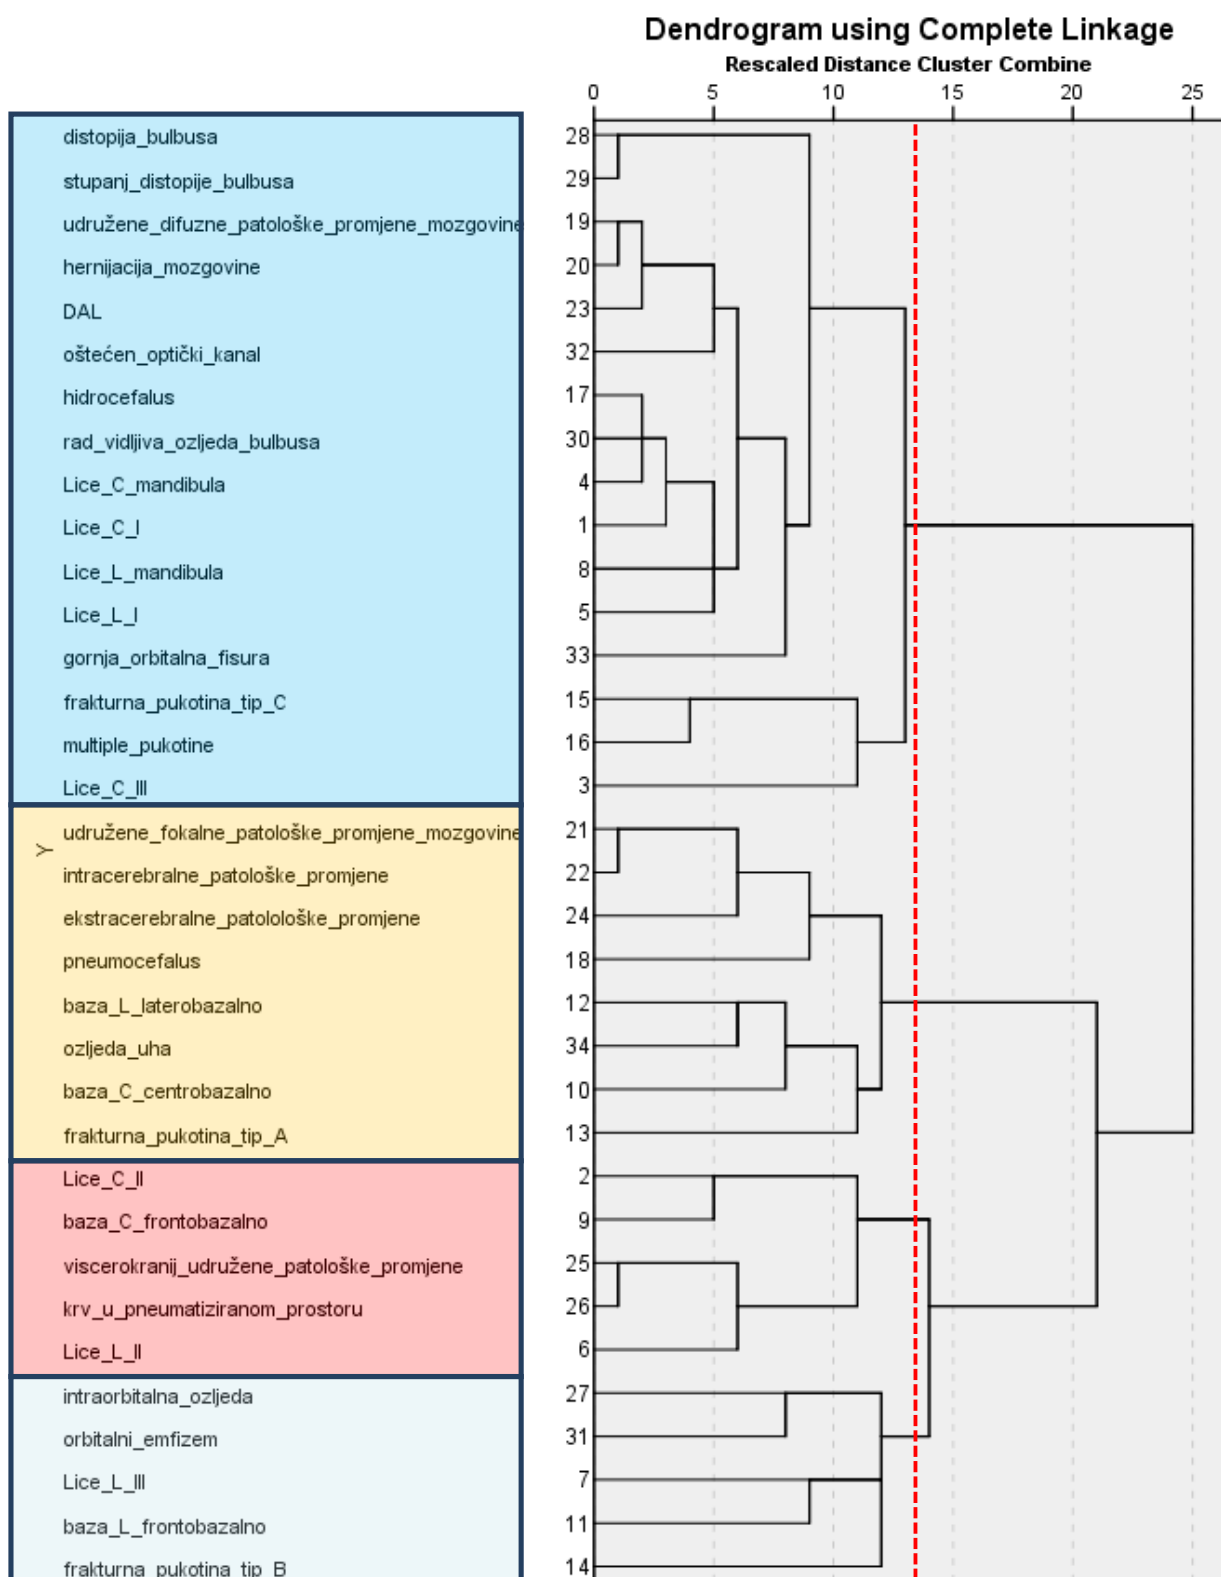 Dendrogram using Complete Linkage
Rescaled Distance Cluster Combine
0 5 10 15 20 25
distopija_bulbusa 28
stupanj_distopije_bulbusa 29
udružene_difuzne_patološke_promjene_mozgovine 19
hernijacija_mozgovine 20
DAL 23
oštećen_optički_kanal 32
hidrocefalus 17
rad_vidljiva_ozljeda_bulbusa 30
Lice_C_mandibula 4
Lice_C_I 1
Lice_L_mandibula 8
Lice_L_I 5
gornja_orbitalna_fisura 33
frakturna_pukotina_tip_C 15
multiple_pukotine 16
Lice_C_III 3
udružene_fokalne_patološke_promjene_mozgovine 21
Y
intracerebralne_patološke_promjene 22
ekstracerebralne_patolološke_promjene 24
pneumocefalus 18
baza_L_laterobazalno 12
ozljeda_uha 34
baza_C_centrobazalno 10
frakturna_pukotina_tip_A 13
Lice_C_II 2
baza_C_frontobazalno 9
viscerokranij_udružene_patološke_promjene 25
krv_u_pneumatiziranom_prostoru 26
Lice_L_II 6
intraorbitalna_ozljeda 27
orbitalni_emfizem 31
Lice_L_III 7
baza_L_frontobazalno 11
frakturna_pukotina_tip_B 14